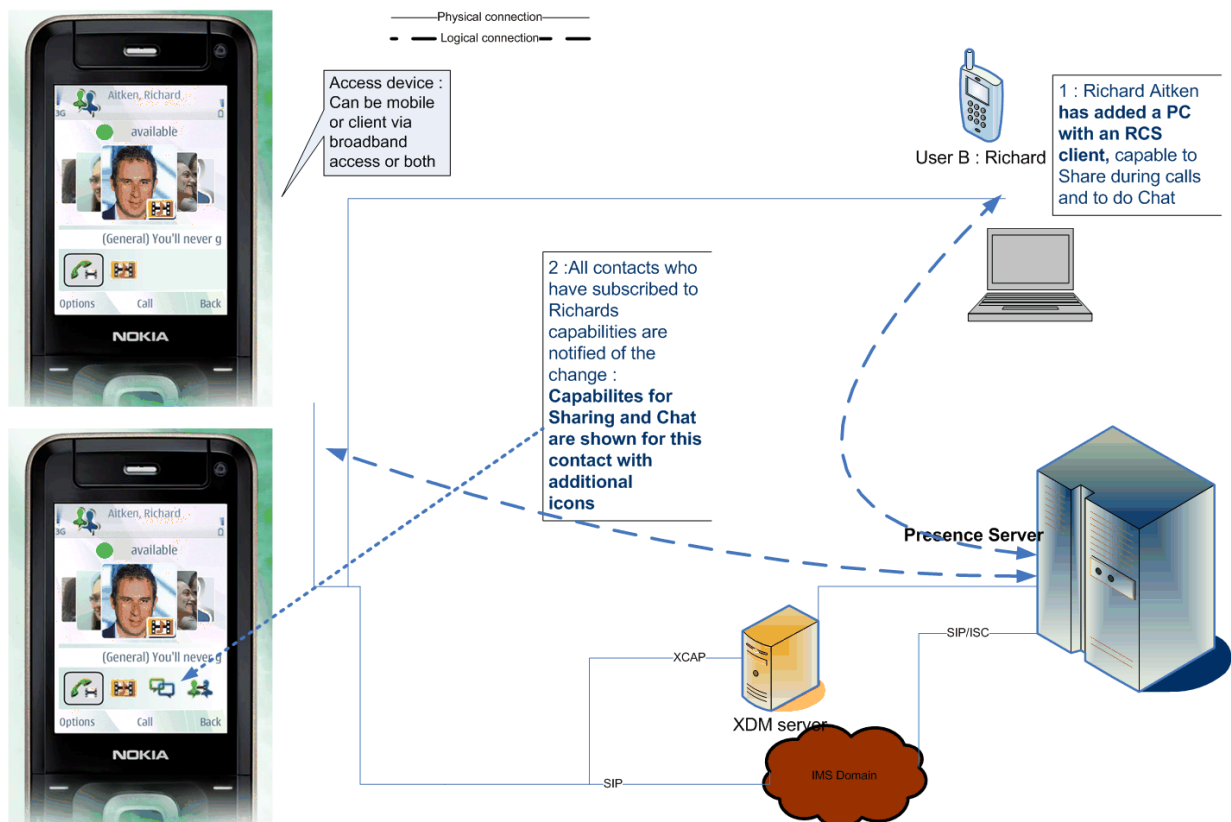 Physical connection
Logical connection
Access device :
Can be mobile
or client via
broadband
access or both
3G
Aitken, Richard
available
(General) You'll never g
Options Call Back
NOKIA
User B : Richard
1 : Richard Aitken
has added a PC
with an RCS
client, capable to
Share during calls
and to do Chat
2 :All contacts who
have subscribed to
Richards
capabilities are
notified of the
change :
Capabilites for
Sharing and Chat
are shown for this
contact with
additional
icons
3G
Aitken, Richard
available
(General) You'll never g
Options Call Back
NOKIA
Presence Server
SIP/ISC
XCAP
XDM server
IMS Domain
SIP